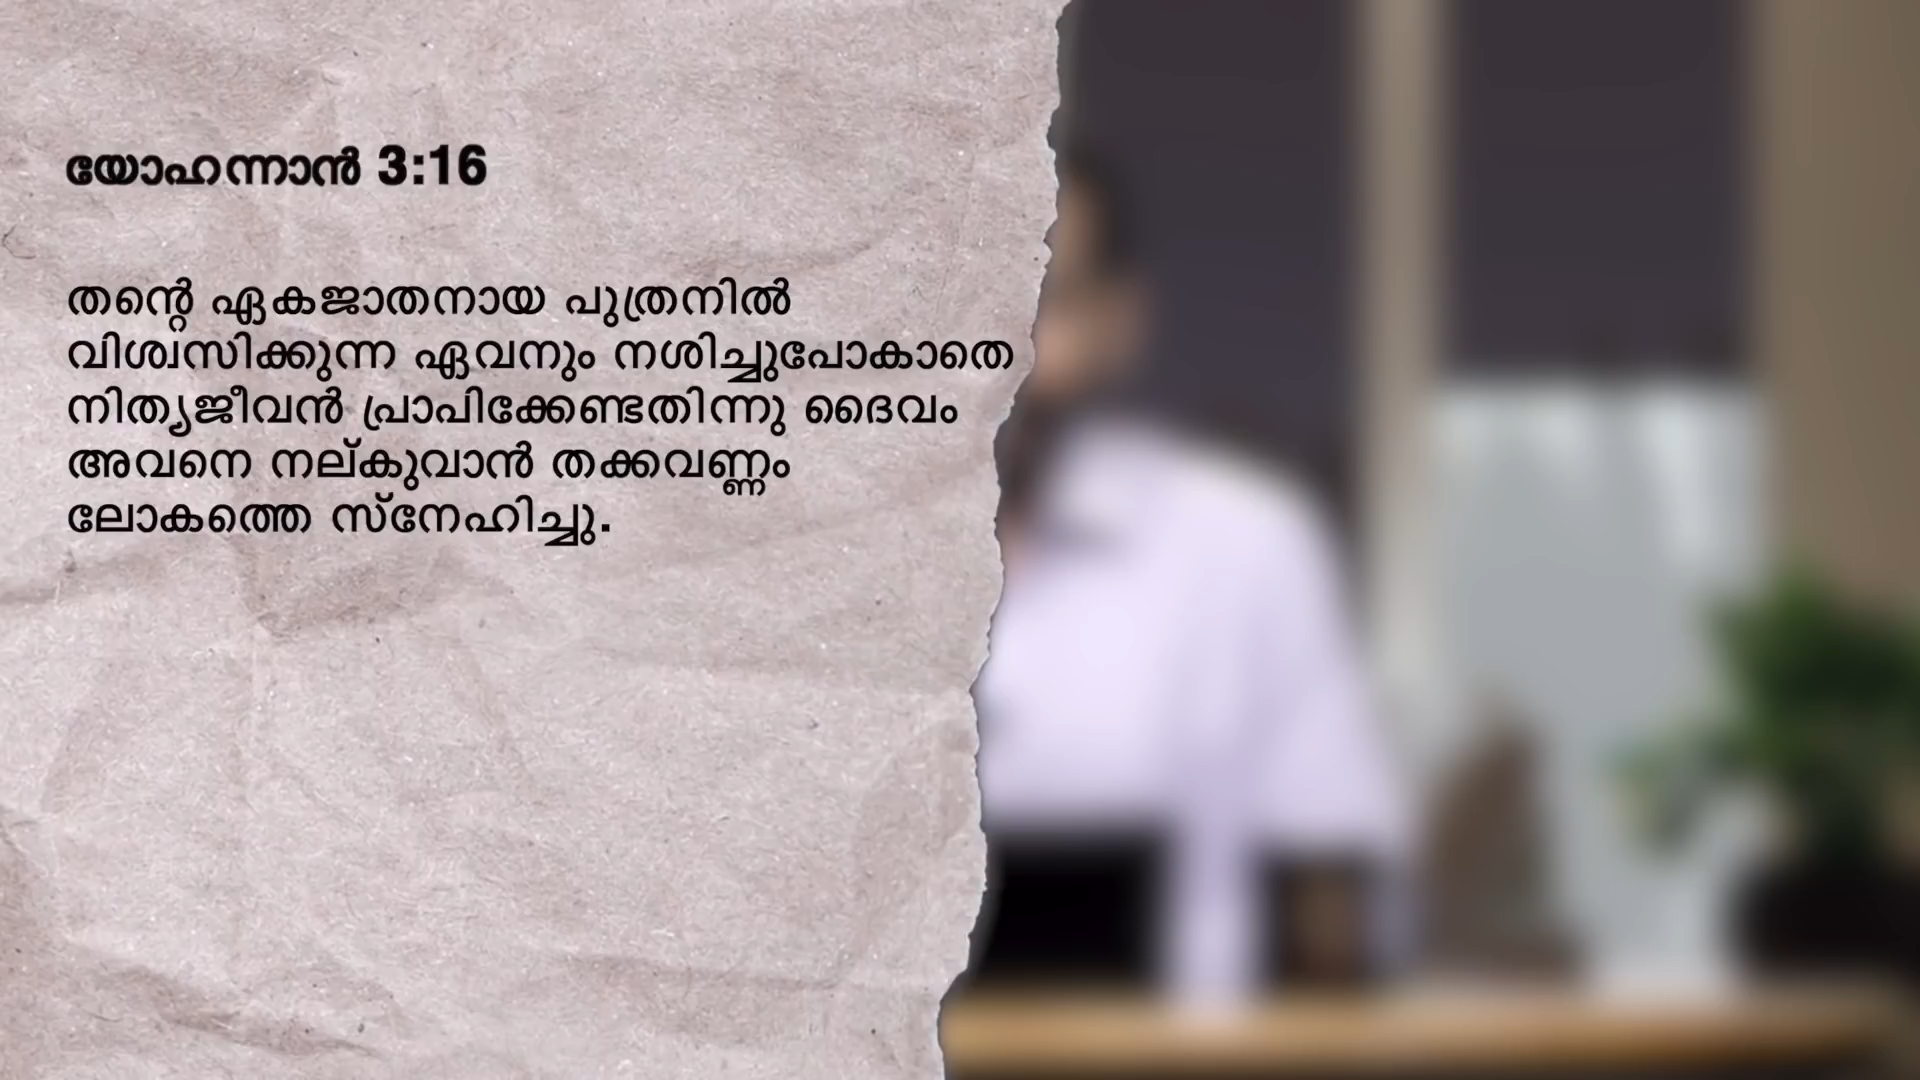 യോഹന്നാൻ 3:16
തന്റെ ഏകജാതനായ പുത്രനിൽ
വിശ്വസിക്കുന്ന ഏവനും നശിച്ചുപോകാതെ
നിത്യജീവൻ പ്രാപിക്കേണ്ടതിന്നു ദൈവം
അവനെ നല്കുവാൻ തക്കവണ്ണം
ലോകത്തെ സ്നേഹിച്ചു.